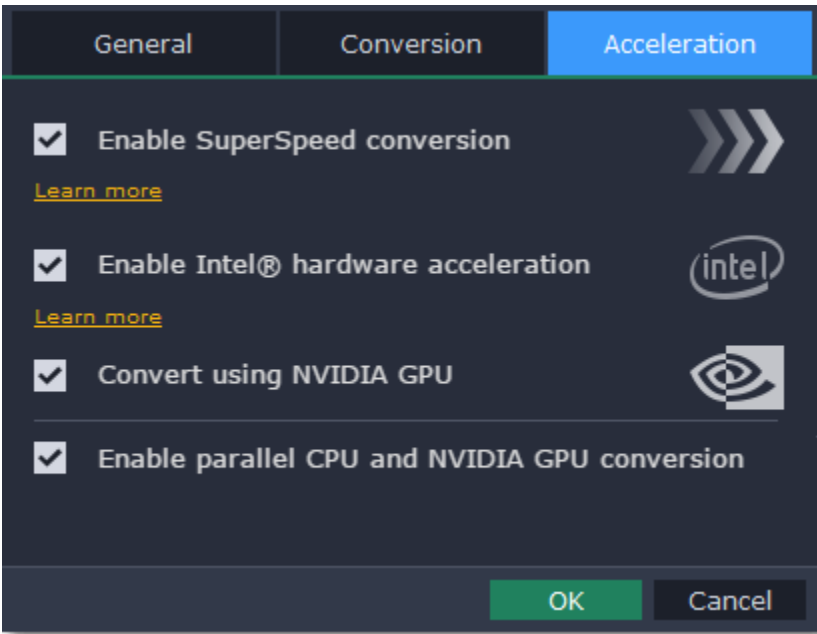 General Conversion Acceleration
Enable SuperSpeed conversion
Learn more
Enable Intel® hardware acceleration
intel
Learn more
Convert using NVIDIA GPU
Enable parallel CPU and NVIDIA GPU conversion
OK Cancel